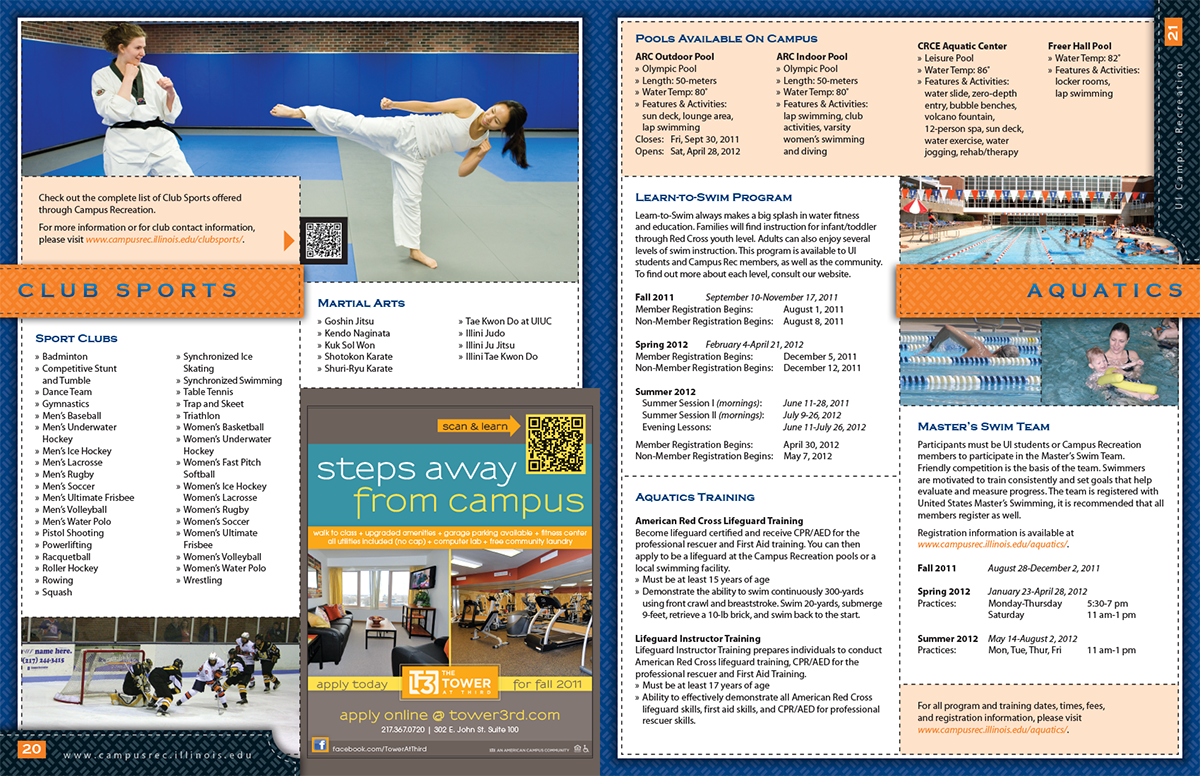 Check out the complete list of Club Sports offered
through Campus Recreation.
For more information or for club contact information,
please visit www.campusrec.illinois.edu/clubsports/.
CLUB SPORTS
Sport Clubs
» Badminton
» Competitive Stunt
and Tumble
» Dance Team
» Gymnastics
» Men's Baseball
» Men's Underwater
Hockey
» Men's Ice Hockey
» Men's Lacrosse
» Men's Rugby
» Men's Soccer
» Men's Ultimate Frisbee
» Men's Volleyball
» Men's Water Polo
» Pistol Shooting
» Powerlifting
» Racquetball
» Roller Hockey
» Rowing
» Squash
» Synchronized Ice
Skating
» Synchronized Swimming
» Table Tennis
» Trap and Skeet
» Triathlon
» Women's Basketball
» Women's Underwater
Hockey
» Women's Fast Pitch
Softball
» Women's Ice Hockey
Women's Lacrosse
» Women's Rugby
» Women's Soccer
» Women's Ultimate
Frisbee
» Women's Volleyball
» Women's Water Polo
» Wrestling
Martial Arts
» Goshin Jitsu
» Kendo Naginata
» Kuk Sol Won
» Shotokon Karate
» Shuri-Ryu Karate
» Tae Kwon Do at UIUC
» Illini Judo
» Illini Ju Jitsu
» Illini Tae Kwon Do
scan & learn
steps away
from campus
walk to class + upgraded amenities + garage parking available + fitness center
all utilities included (no cap) + computer lab + free community laundry
apply today
T3
THE
TOWER
AT THIRD
for fall 2011
apply online @ tower3rd.com
217.367.0720 | 302 E. John St. Suite 100
f
facebook.com/TowerAtThird
AN AMERICAN CAMPUS COMMUNITY
name here.
(217) 244-3415
20
www.campusrec.illinois.edu
21
UI Campus Recreation
Pools Available On Campus
ARC Outdoor Pool
» Olympic Pool
» Length: 50-meters
» Water Temp: 80°
» Features & Activities:
sun deck, lounge area,
lap swimming
Closes: Fri, Sept 30, 2011
Opens: Sat, April 28, 2012
ARC Indoor Pool
» Olympic Pool
» Length: 50-meters
» Water Temp: 80°
» Features & Activities:
lap swimming, club
activities, varsity
women's swimming
and diving
CRCE Aquatic Center
» Leisure Pool
» Water Temp: 86°
» Features & Activities:
water slide, zero-depth
entry, bubble benches,
volcano fountain,
12-person spa, sun deck,
water exercise, water
jogging, rehab/therapy
Freer Hall Pool
» Water Temp: 82°
» Features & Activities:
locker rooms,
lap swimming
Learn-to-Swim Program
Learn-to-Swim always makes a big splash in water fitness
and education. Families will find instruction for infant/toddler
through Red Cross youth level. Adults can also enjoy several
levels of swim instruction. This program is available to UI
students and Campus Rec members, as well as the community.
To find out more about each level, consult our website.
Fall 2011 September 10-November 17, 2011
Member Registration Begins: August 1, 2011
Non-Member Registration Begins: August 8, 2011
Spring 2012 February 4-April 21, 2012
Member Registration Begins: December 5, 2011
Non-Member Registration Begins: December 12, 2011
Summer 2012
Summer Session I (mornings): June 11-28, 2011
Summer Session II (mornings): July 9-26, 2012
Evening Lessons: June 11-July 26, 2012
Member Registration Begins: April 30, 2012
Non-Member Registration Begins: May 7, 2012
Aquatics Training
American Red Cross Lifeguard Training
Become lifeguard certified and receive CPR/AED for the
professional rescuer and First Aid training. You can then
apply to be a lifeguard at the Campus Recreation pools or a
local swimming facility.
» Must be at least 15 years of age
» Demonstrate the ability to swim continuously 300-yards
using front crawl and breaststroke. Swim 20-yards, submerge
9-feet, retrieve a 10-lb brick, and swim back to the start.
Lifeguard Instructor Training
Lifeguard Instructor Training prepares individuals to conduct
American Red Cross lifeguard training, CPR/AED for the
professional rescuer and First Aid Training.
» Must be at least 17 years of age
» Ability to effectively demonstrate all American Red Cross
lifeguard skills, first aid skills, and CPR/AED for professional
rescuer skills.
AQUATICS
Master's Swim Team
Participants must be UI students or Campus Recreation
members to participate in the Master's Swim Team.
Friendly competition is the basis of the team. Swimmers
are motivated to train consistently and set goals that help
evaluate and measure progress. The team is registered with
United States Master's Swimming, it is recommended that all
members register as well.
Registration information is available at
www.campusrec.illinois.edu/aquatics/.
Fall 2011 August 28-December 2, 2011
Spring 2012 January 23-April 28, 2012
Practices: Monday-Thursday 5:30-7 pm
Saturday 11 am-1 pm
Summer 2012 May 14-August 2, 2012
Practices: Mon, Tue, Thur, Fri 11 am-1 pm
For all program and training dates, times, fees,
and registration information, please visit
www.campusrec.illinois.edu/aquatics/.